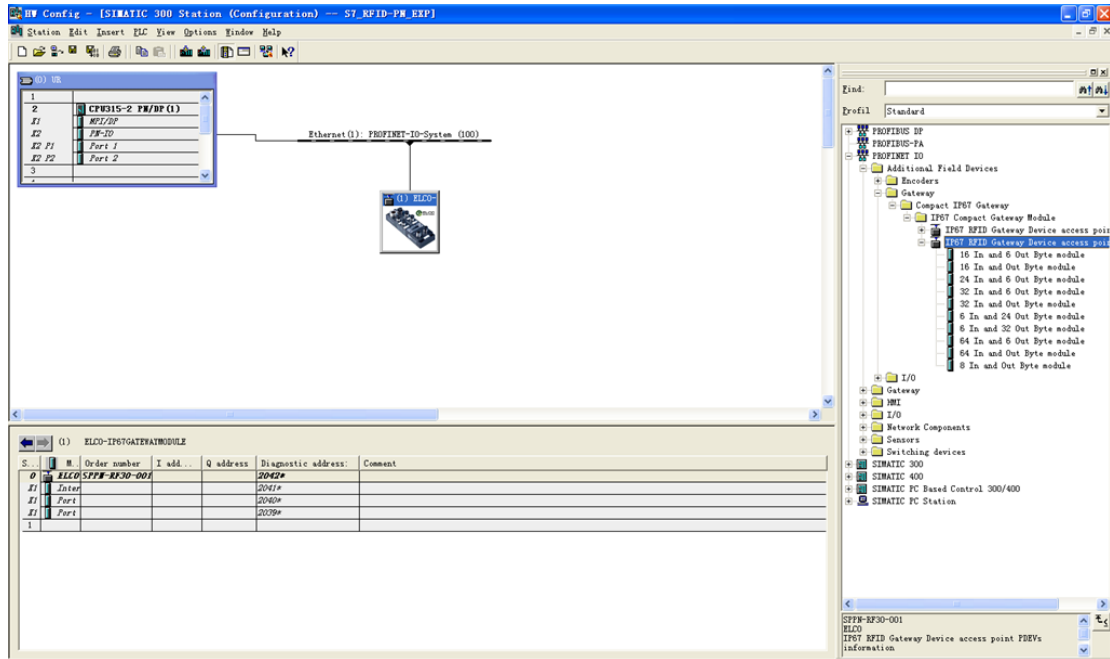 HW Config - [SIMATIC 300 Station (Configuration) -- S7_RFID-PN_EXP]
Station Edit Insert PLC View Options Window Help
(0) UR
1
2 CPU315-2 PN/DP(1)
X1 MPI/DP
X2 PN-IO
X2 P1 Port 1
X2 P2 Port 2
3
Ethernet(1): PROFINET-IO-System (100)
(1) ELCO-
(1) ELCO-IP67GATEWAYMODULE
S... M.. Order number I add... Q address Diagnostic address: Comment
0 ELCO SPPN-RF30-001 2042*
X1 Inter 2041*
X1 Port 2040*
X1 Port 2039*
1
Find:
Profil Standard
PROFIBUS DP
PROFIBUS-PA
PROFINET IO
Additional Field Devices
Encoders
Gateway
Compact IP67 Gateway
IP67 Compact Gateway Module
IP67 RFID Gateway Device access poin
IP67 RFID Gateway Device access poin
16 In and 6 Out Byte module
16 In and Out Byte module
24 In and 6 Out Byte module
32 In and 6 Out Byte module
32 In and Out Byte module
6 In and 24 Out Byte module
6 In and 32 Out Byte module
64 In and 6 Out Byte module
64 In and Out Byte module
8 In and Out Byte module
I/O
Gateway
HMI
I/O
Network Components
Sensors
Switching devices
SIMATIC 300
SIMATIC 400
SIMATIC PC Based Control 300/400
SIMATIC PC Station
SPPN-RF30-001
ELCO
IP67 RFID Gateway Device access point PDEVs
information